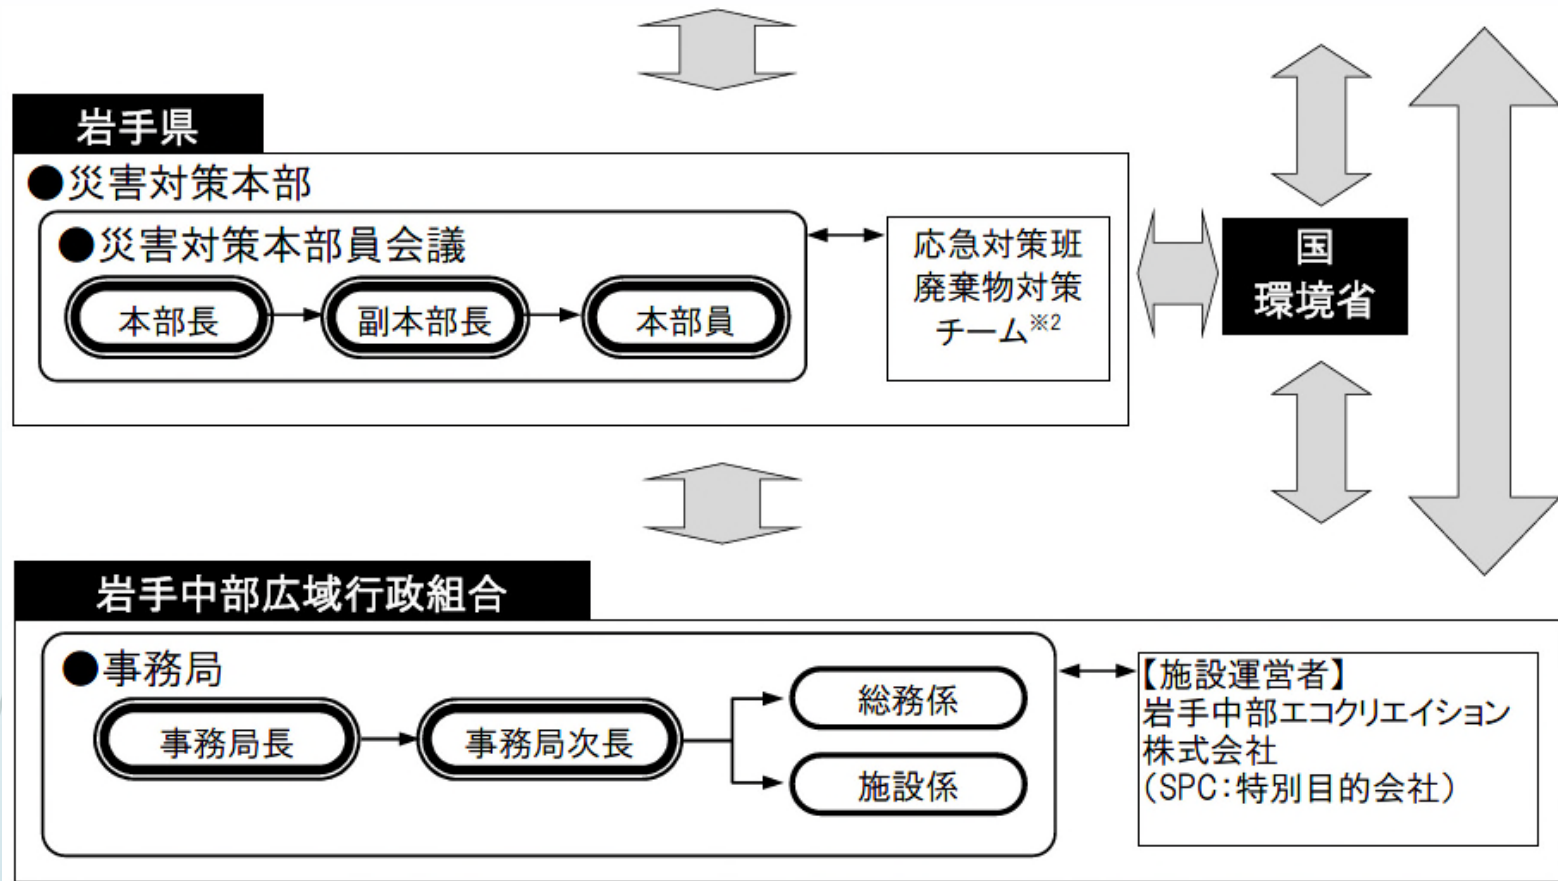 岩手県
●災害対策本部
●災害対策本部員会議
本部長
副本部長
本部員
応急対策班
廃棄物対策
チーム※2
国
環境省
岩手中部広域行政組合
●事務局
事務局長
事務局次長
総務係
施設係
【施設運営者】
岩手中部エコクリエイション
株式会社
(SPC:特別目的会社)